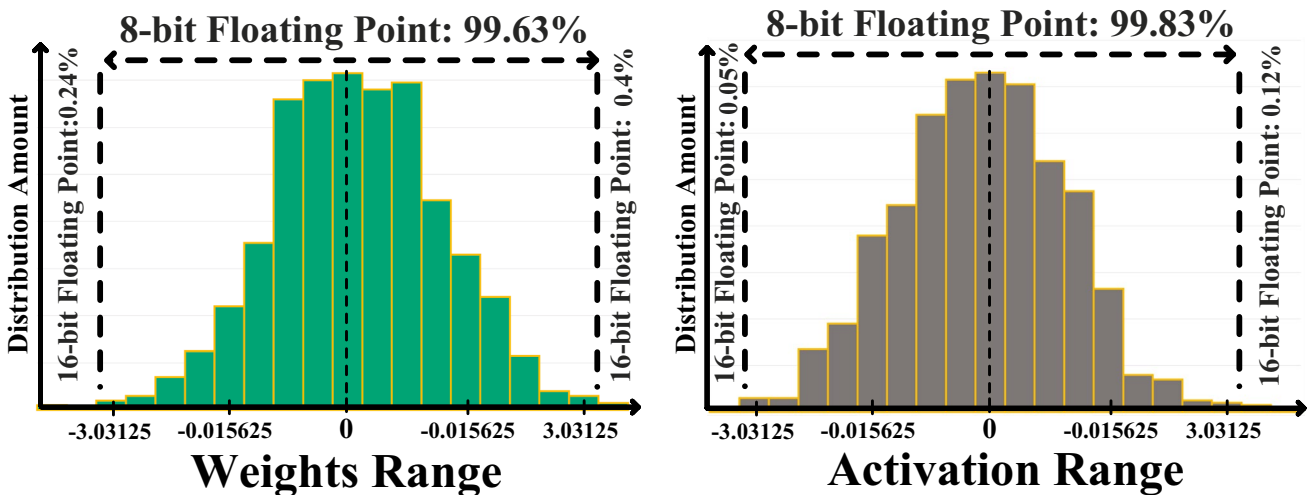 8-bit Floating Point: 99.63%
Distribution Amount
16-bit Floating Point:0.24%
16-bit Floating Point: 0.4%
-3.03125 -0.015625 0 -0.015625 3.03125
Weights Range
8-bit Floating Point: 99.83%
Distribution Amount
16-bit Floating Point: 0.05%
16-bit Floating Point: 0.12%
-3.03125 -0.015625 0 -0.015625 3.03125
Activation Range